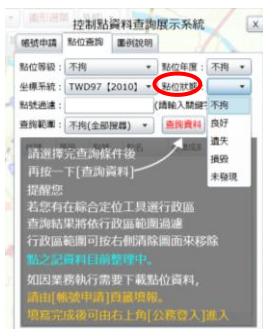 控制點資料查詢展示系統 X
帳號申請 點位查詢 圖例說明
點位等級： 不拘 點位年度： 不拘
坐標系統： TWD97【2010】 點位狀態：
點號過濾： (請輸入關鍵字 不拘
查詢範圍： 不拘(全部搜尋) 查詢資料 良好
遺失
損毀
未發現
請選擇完查詢條件後
再按一下[查詢資料]
提醒您
若您有在綜合定位工具選行政區
查詢結果將依行政區範圍過濾
行政區範圍可按右側清除圖面來移除
點之記資料目前整理中。
如因業務執行需要下載點位資料,
請由[帳號申請]頁籤填報。
填寫完成後可由右上角[公務登入]進入